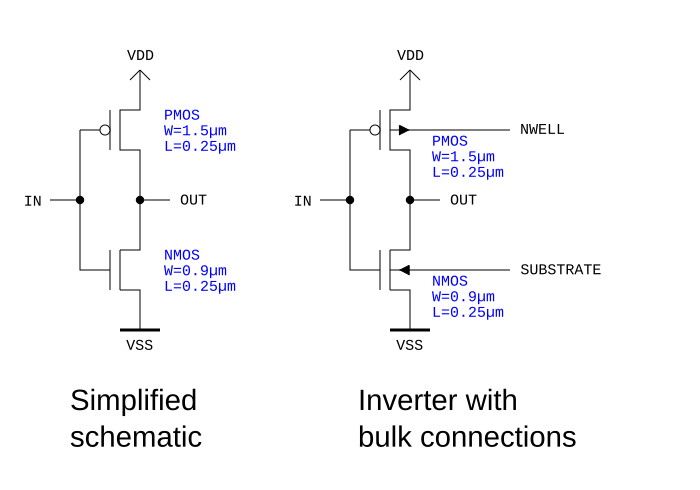 VDD
PMOS
W=1.5µm
L=0.25µm
IN
OUT
NMOS
W=0.9µm
L=0.25µm
VSS
Simplified
schematic
VDD
NWELL
PMOS
W=1.5µm
L=0.25µm
IN
OUT
SUBSTRATE
NMOS
W=0.9µm
L=0.25µm
VSS
Inverter with
bulk connections